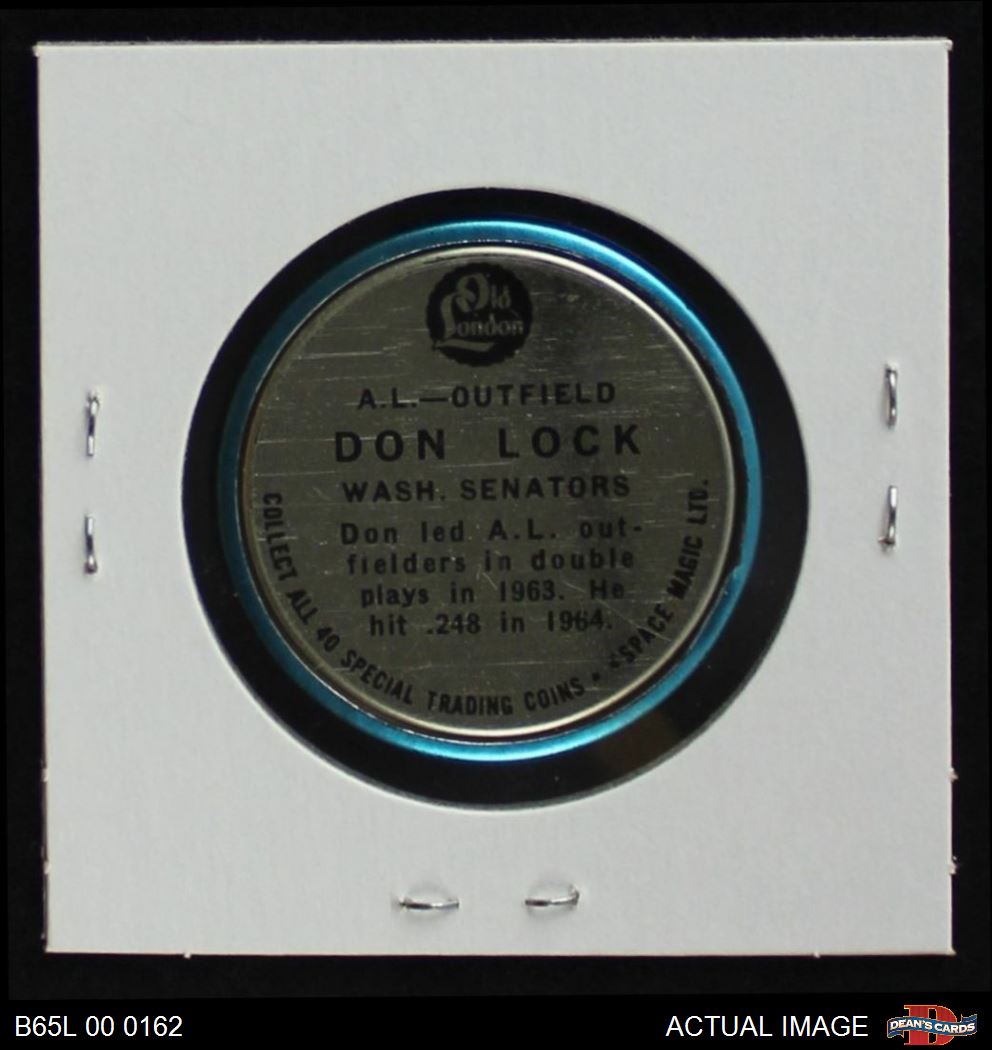 Old
London
A.L.—OUTFIELD
DON LOCK
WASH. SENATORS
Don led A.L. out-
fielders in double
plays in 1963. He
hit .248 in 1964.
COLLECT ALL 40 SPECIAL TRADING COINS • ©SPACE MAGIC LTD.
B65L 00 0162
ACTUAL IMAGE
DEAN'S CARDS